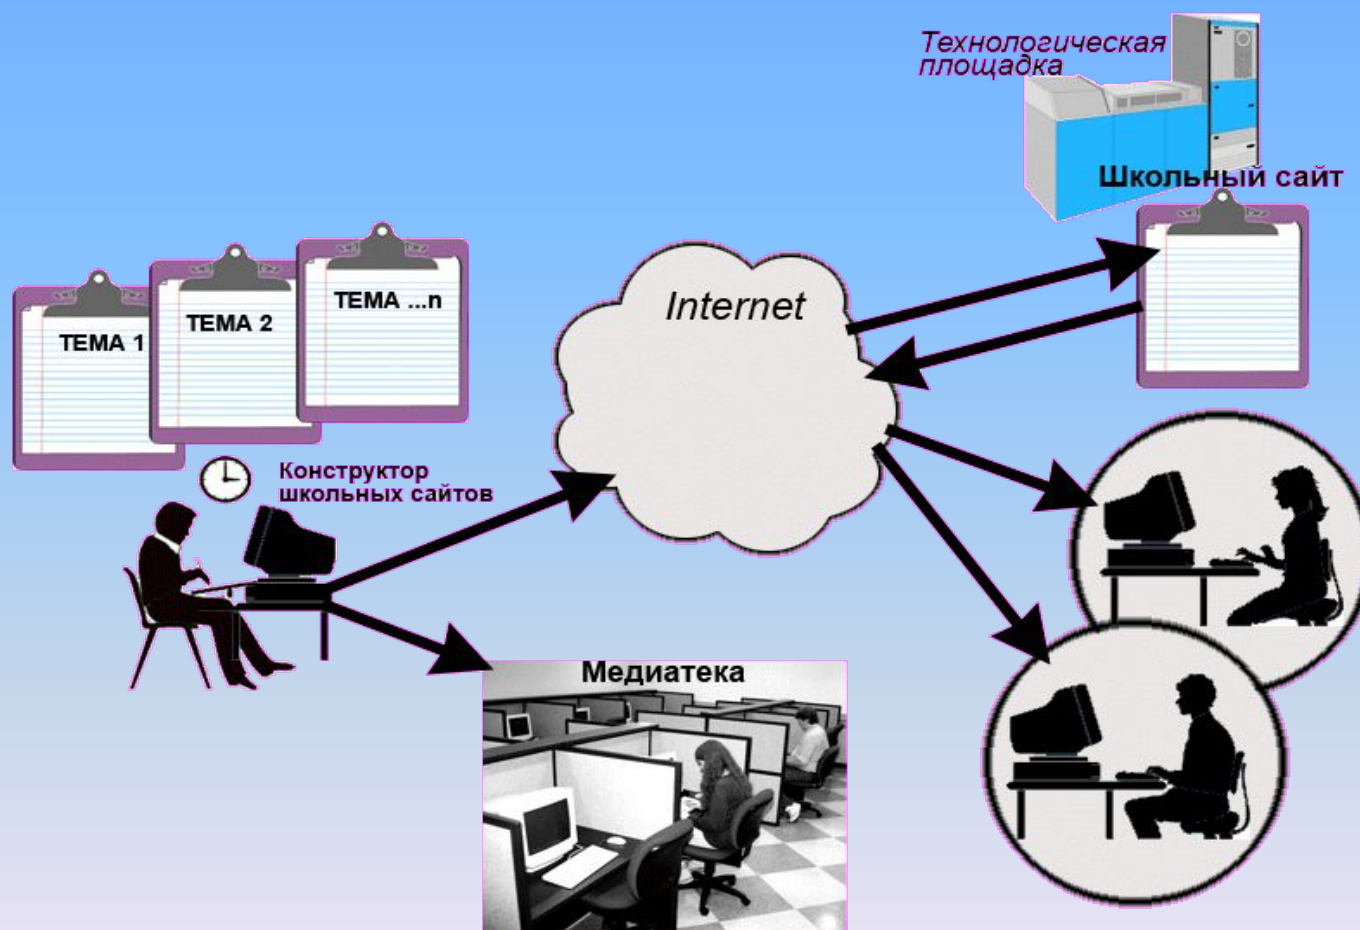 Технологическая
площадка
Школьный сайт
ТЕМА 1
ТЕМА 2
ТЕМА ...n
Internet
Конструктор
школьных сайтов
Медиатека